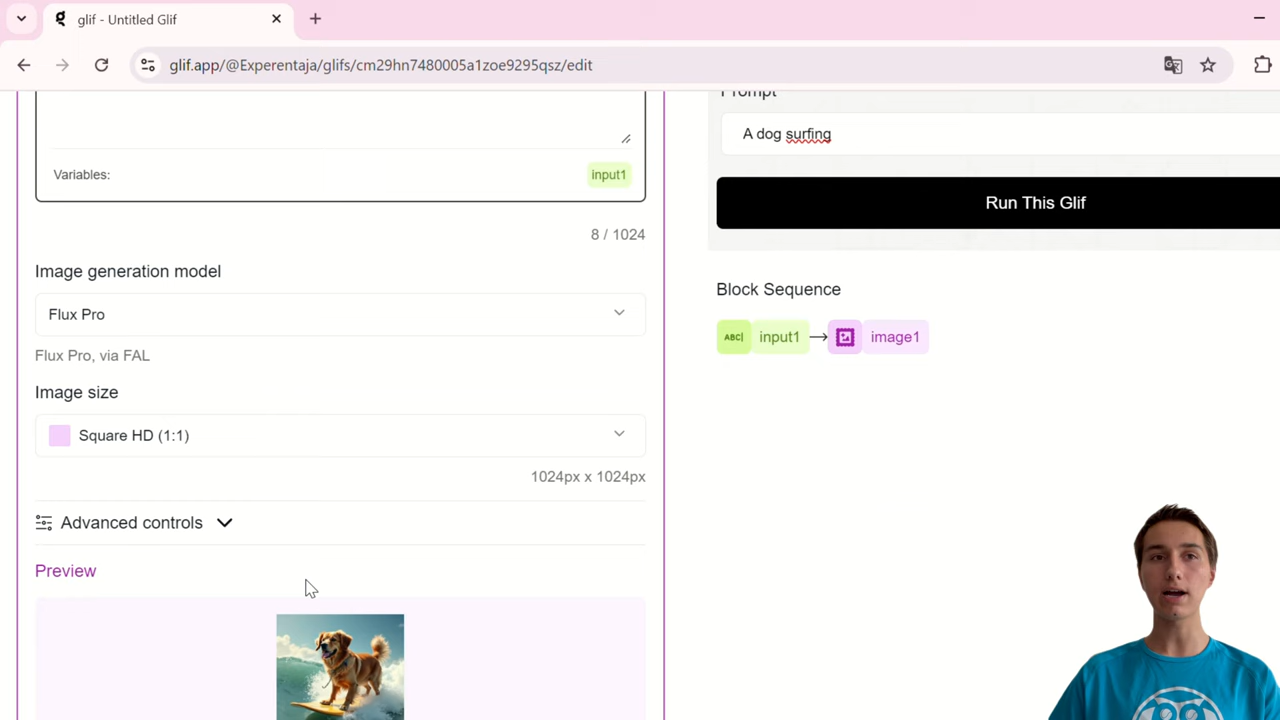 glif - Untitled Glif
glif.app/@Experentaja/glifs/cm29hn7480005a1zoe9295qsz/edit
Variables:
input1
8 / 1024
Image generation model
Flux Pro
Flux Pro, via FAL
Image size
Square HD (1:1)
1024px x 1024px
Advanced controls
Preview
Prompt
A dog surfing
Run This Glif
Block Sequence
ABC| input1 → image1